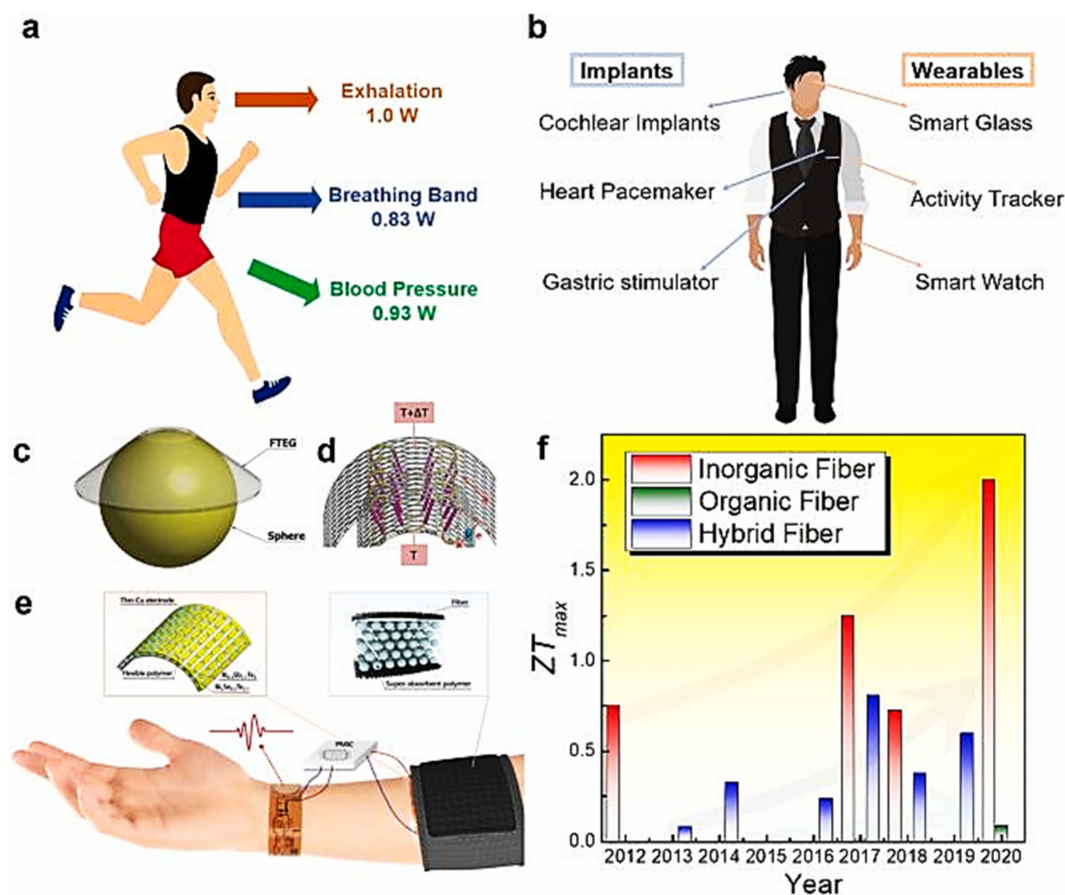 a
Exhalation
1.0 W
Breathing Band
0.83 W
Blood Pressure
0.93 W
b
Implants
Wearables
Cochlear Implants
Smart Glass
Heart Pacemaker
Activity Tracker
Gastric stimulator
Smart Watch
c
FTEG
Sphere
d
T+ΔT
T
e
Thin Cu electrode
Flexible polymer
Fiber
Super absorbent polymer
PMIC
f
Inorganic Fiber
Organic Fiber
Hybrid Fiber
ZTmax
2.0
1.5
1.0
0.5
0.0
2012 2013 2014 2015 2016 2017 2018 2019 2020
Year